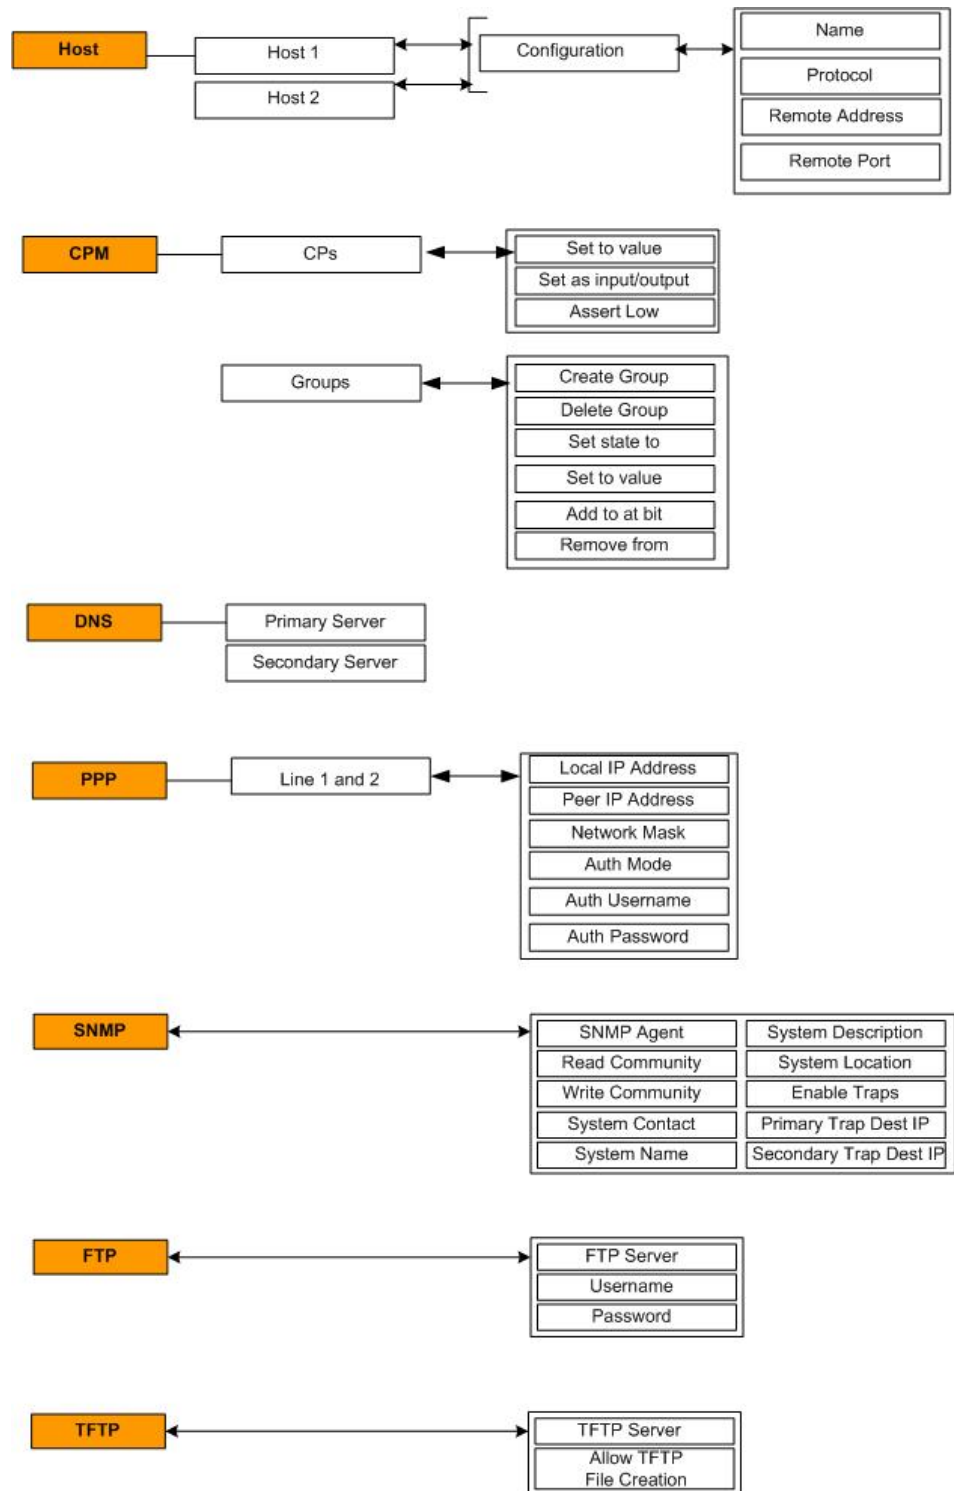 Host
Host 1
Host 2
Configuration
Name
Protocol
Remote Address
Remote Port
CPM
CPs
Set to value
Set as input/output
Assert Low
Groups
Create Group
Delete Group
Set state to
Set to value
Add to at bit
Remove from
DNS
Primary Server
Secondary Server
PPP
Line 1 and 2
Local IP Address
Peer IP Address
Network Mask
Auth Mode
Auth Username
Auth Password
SNMP
SNMP Agent
Read Community
Write Community
System Contact
System Name
System Description
System Location
Enable Traps
Primary Trap Dest IP
Secondary Trap Dest IP
FTP
FTP Server
Username
Password
TFTP
TFTP Server
Allow TFTP
File Creation